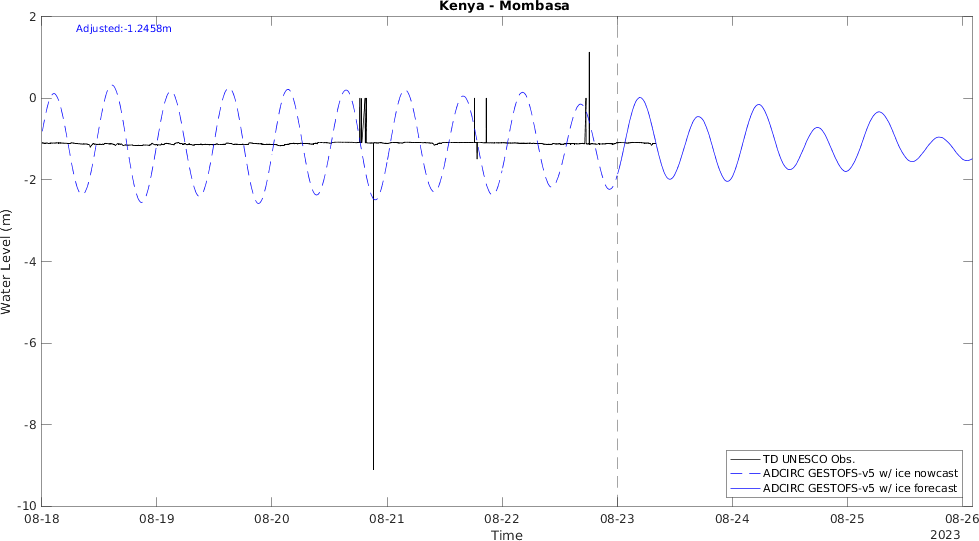 Kenya - Mombasa
Adjusted:-1.2458m
2
0
-2
-4
-6
-8
-10
Water Level (m)
TD UNESCO Obs.
ADCIRC GESTOFS-v5 w/ ice nowcast
ADCIRC GESTOFS-v5 w/ ice forecast
08-18 08-19 08-20 08-21 08-22 08-23 08-24 08-25 08-26
Time
2023